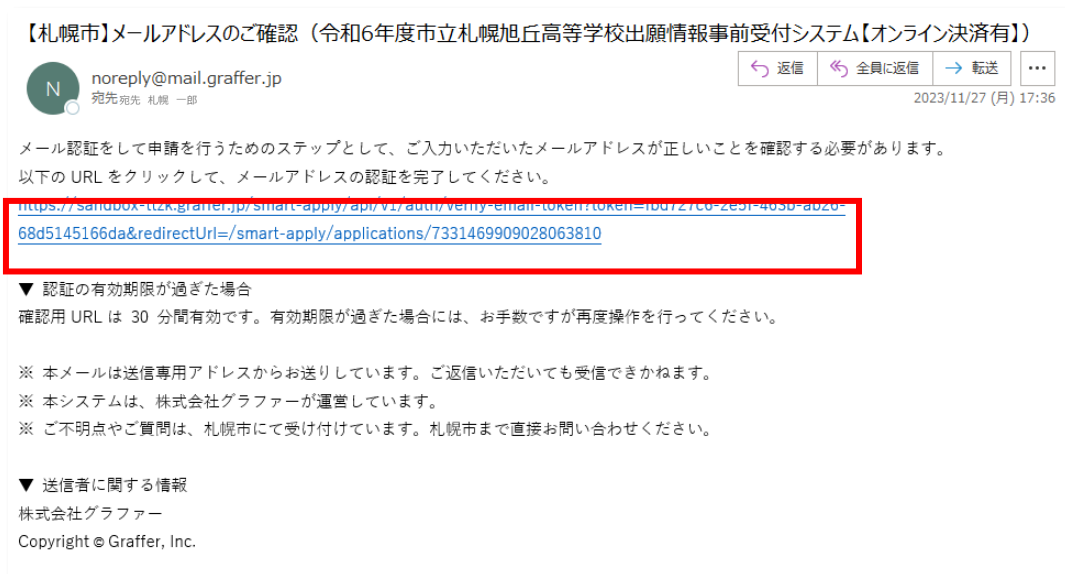 【札幌市】メールアドレスのご確認（令和6年度市立札幌旭丘高等学校出願情報事前受付システム【オンライン決済有】）
返信 全員に返信 転送 …
N
noreply@mail.graffer.jp
宛先 宛先 札幌 一郎
2023/11/27 (月) 17:36
メール認証をして申請を行うためのステップとして、ご入力いただいたメールアドレスが正しいことを確認する必要があります。
以下の URL をクリックして、メールアドレスの認証を完了してください。
https://sandbox-ttzk.graffer.jp/smart-apply/api/v1/auth/verify-email-token?token=
68d5145166da&redirectUrl=/smart-apply/applications/7331469909028063810
▼ 認証の有効期限が過ぎた場合
確認用 URL は 30 分間有効です。有効期限が過ぎた場合には、お手数ですが再度操作を行ってください。
※ 本メールは送信専用アドレスからお送りしています。ご返信いただいても受信できかねます。
※ 本システムは、株式会社グラファーが運営しています。
※ ご不明点やご質問は、札幌市にて受け付けています。札幌市まで直接お問い合わせください。
▼ 送信者に関する情報
株式会社グラファー
Copyright © Graffer, Inc.